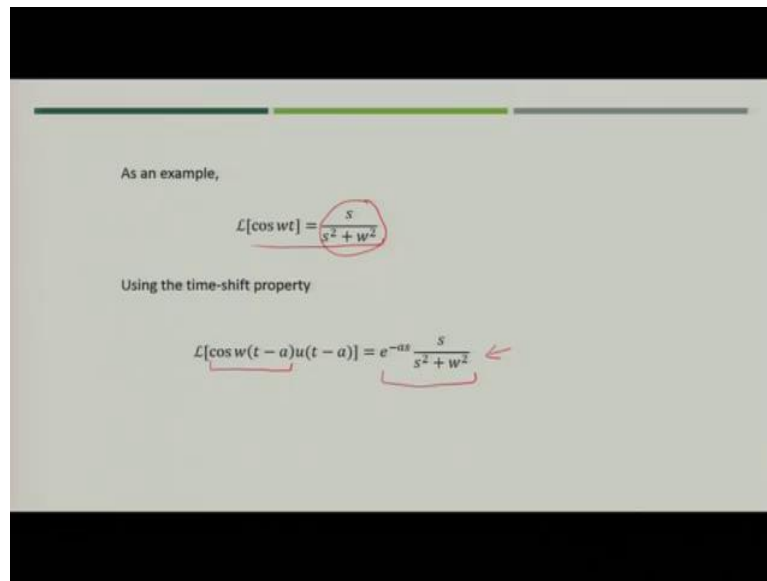 As an example,
ℒ[cos wt] = s / (s² + w²)
Using the time-shift property
ℒ[cos w(t − a)u(t − a)] = e^(−as) s / (s² + w²)